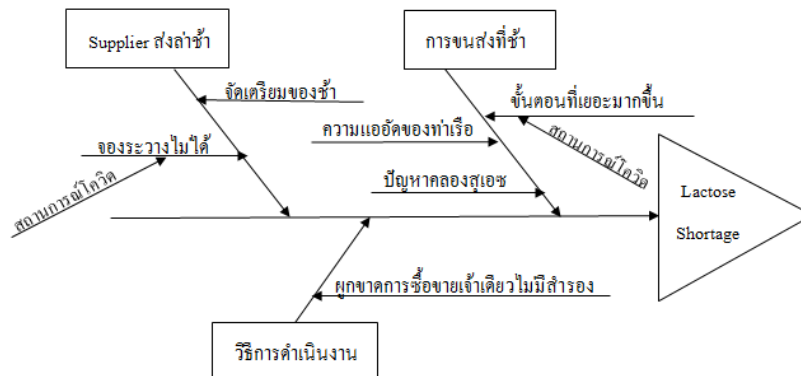 Supplier ส่งล่าช้า
การขนส่งที่ช้า
จัดเตรียมของช้า
ขั้นตอนที่เยอะมากขึ้น
ความแออัดของท่าเรือ
จองระวางไม่ได้
สถานการณ์โควิด
สถานการณ์โควิด
ปัญหาคลองสุเอซ
Lactose
Shortage
ผูกขาดการซื้อขายเจ้าเดียวไม่มีสำรอง
วิธีการดำเนินงาน